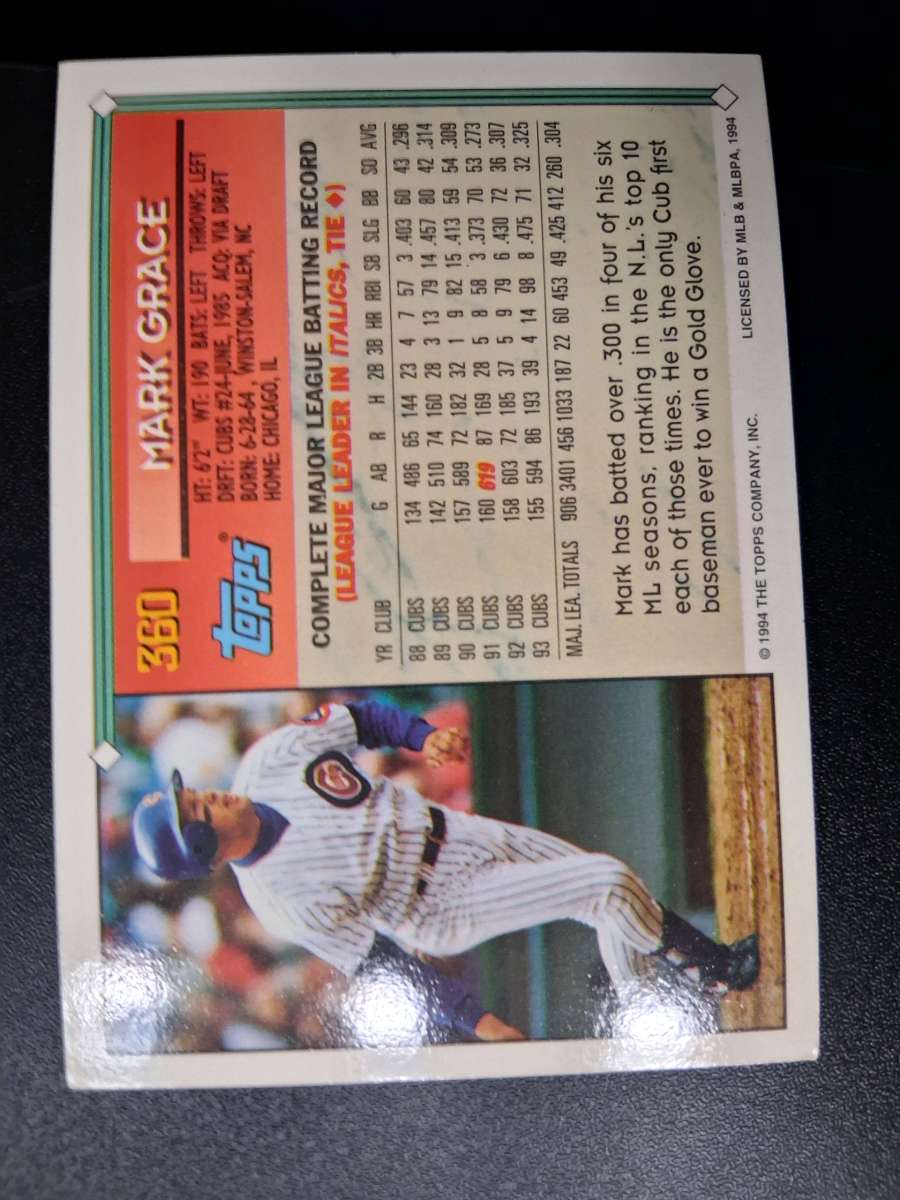 360
MARK GRACE
Topps®
HT: 6'2" WT: 190 BATS: LEFT THROWS: LEFT
DRFT: CUBS #24-JUNE, 1985 ACQ: VIA DRAFT
BORN: 6-28-64, WINSTON-SALEM, NC
HOME: CHICAGO, IL
COMPLETE MAJOR LEAGUE BATTING RECORD
(LEAGUE LEADER IN ITALICS, TIE ♦)
YR CLUB G AB R H 2B 3B HR RBI SB SLG BB SO AVG
88 CUBS 134 486 65 144 23 4 7 57 3 .403 60 43 .296
89 CUBS 142 510 74 160 28 3 13 79 14 .457 80 42 .314
90 CUBS 157 589 72 182 32 1 9 82 15 .413 59 54 .309
91 CUBS 160 619 87 169 28 5 8 58 3 .373 70 53 .273
92 CUBS 158 603 72 185 37 5 9 79 6 .430 72 36 .307
93 CUBS 155 594 86 193 39 4 14 98 8 .475 71 32 .325
MAJ. LEA. TOTALS 906 3401 456 1033 187 22 60 453 49 .425 412 260 .304
Mark has batted over .300 in four of his six
ML seasons, ranking in the N.L.'s top 10
each of those times. He is the only Cub first
baseman ever to win a Gold Glove.
© 1994 THE TOPPS COMPANY, INC. LICENSED BY MLB & MLBPA, 1994